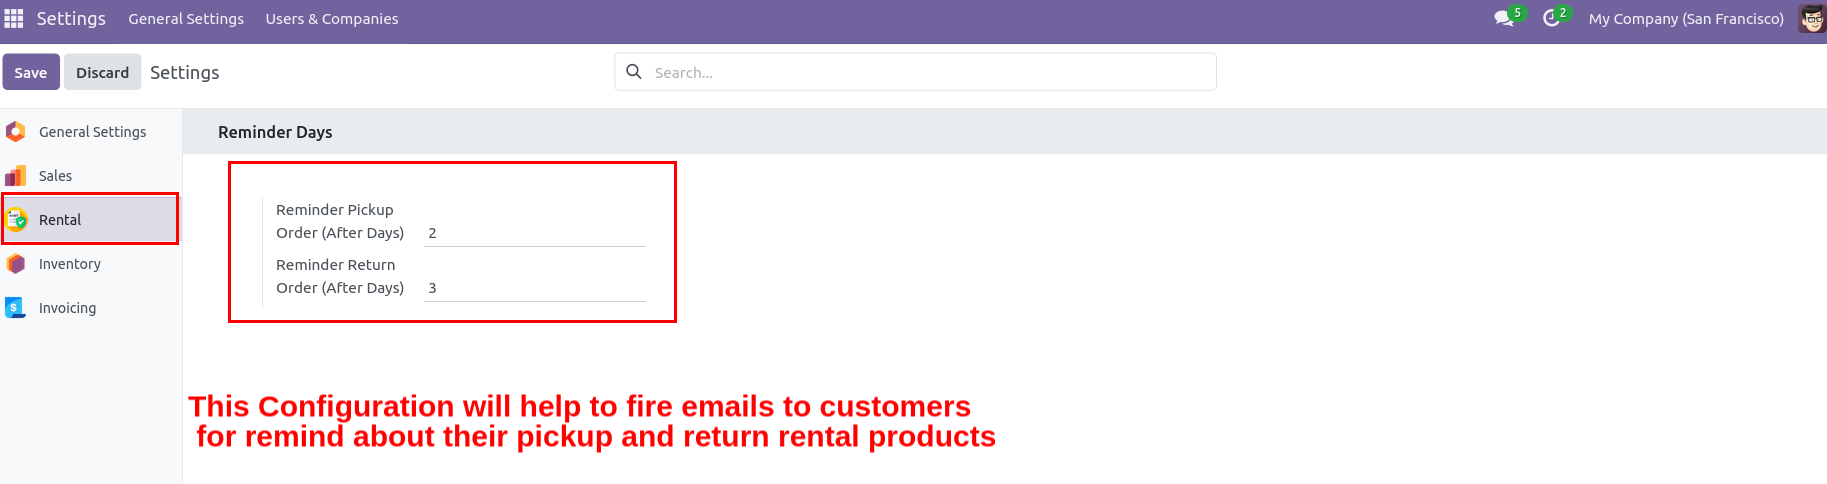 Settings General Settings Users & Companies 5 2 My Company (San Francisco)
Save Discard Settings Search...
General Settings
Sales
Rental
Inventory
Invoicing
Reminder Days
Reminder Pickup
Order (After Days) 2
Reminder Return
Order (After Days) 3
This Configuration will help to fire emails to customers
for remind about their pickup and return rental products